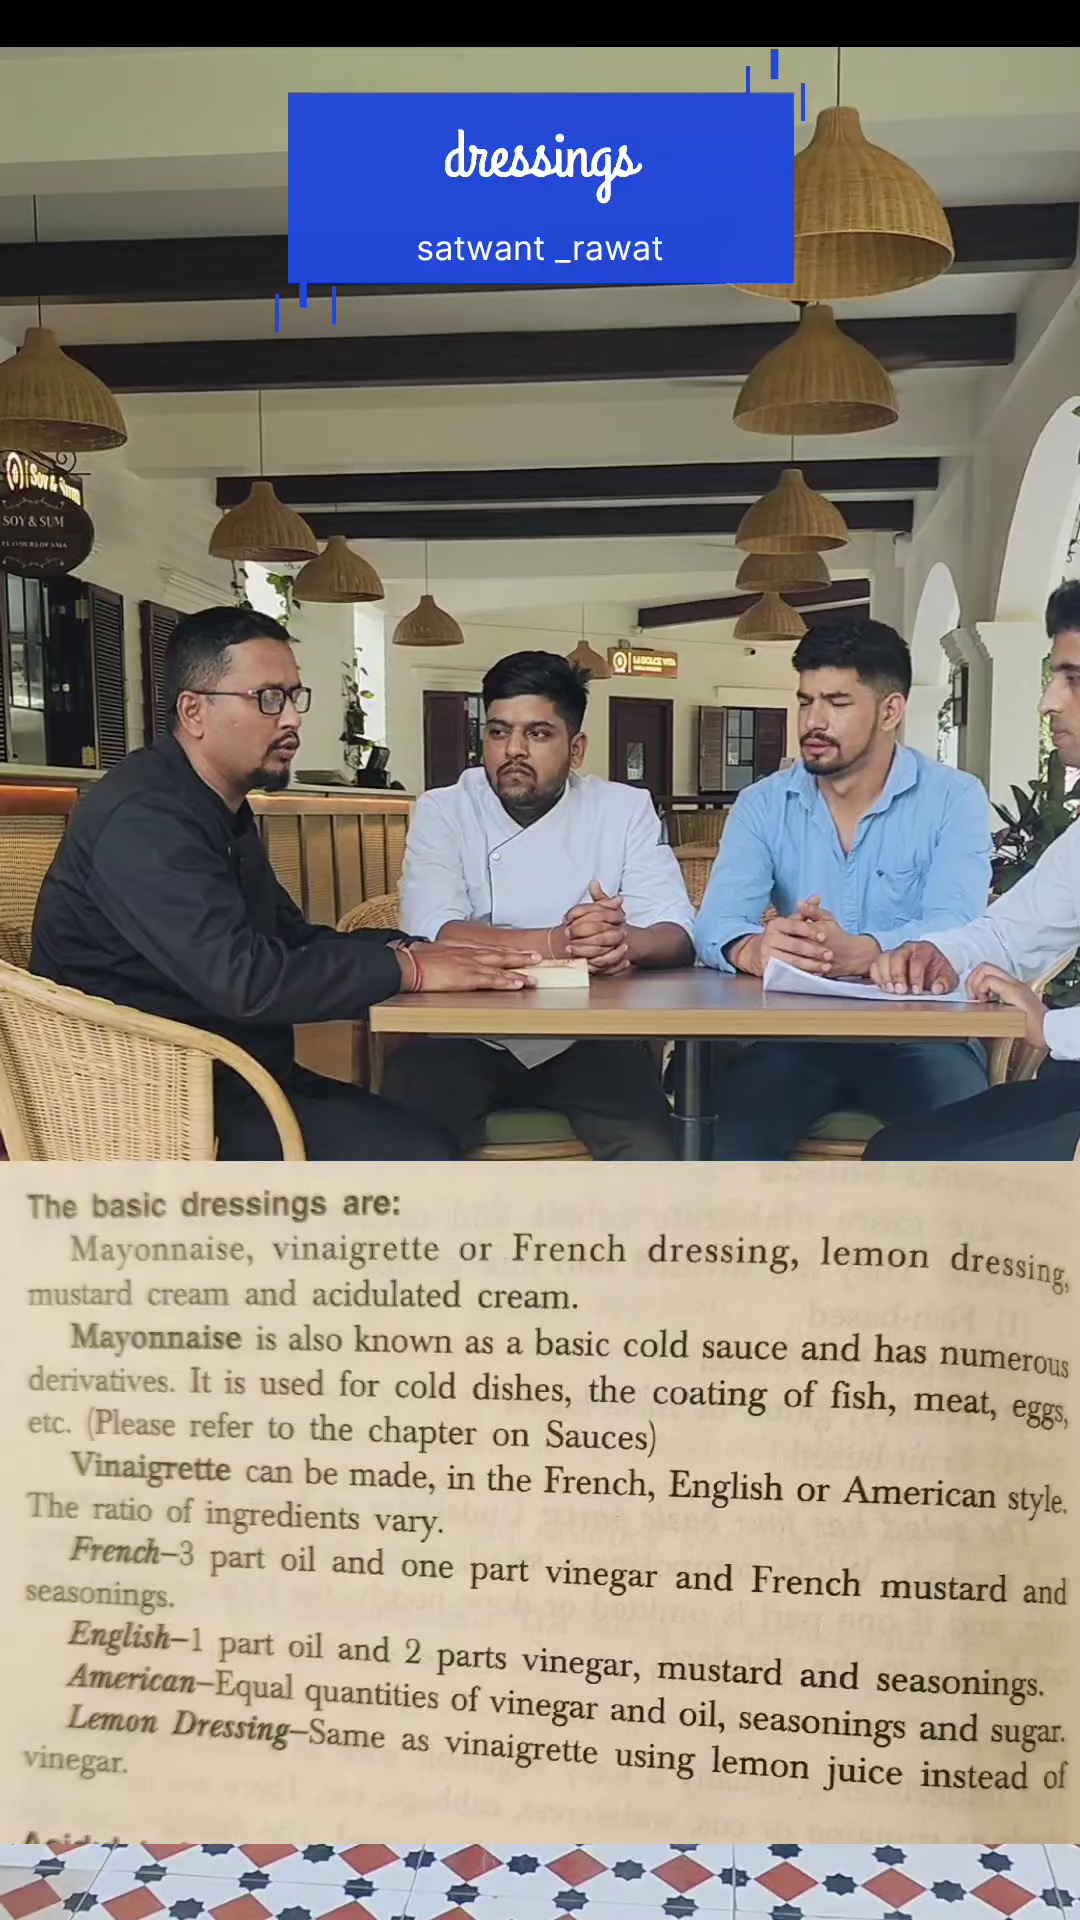 dressings
satwant _rawat
SOY & SUM
FLAVOURS OF ASIA
LA DOLCE VITA
The basic dressings are:
Mayonnaise, vinaigrette or French dressing, lemon dressing,
mustard cream and acidulated cream.
Mayonnaise is also known as a basic cold sauce and has numerous
derivatives. It is used for cold dishes, the coating of fish, meat, eggs,
etc. (Please refer to the chapter on Sauces)
Vinaigrette can be made, in the French, English or American style.
The ratio of ingredients vary.
French–3 part oil and one part vinegar and French mustard and
seasonings.
English–1 part oil and 2 parts vinegar, mustard and seasonings.
American–Equal quantities of vinegar and oil, seasonings and sugar.
Lemon Dressing–Same as vinaigrette using lemon juice instead of
vinegar.